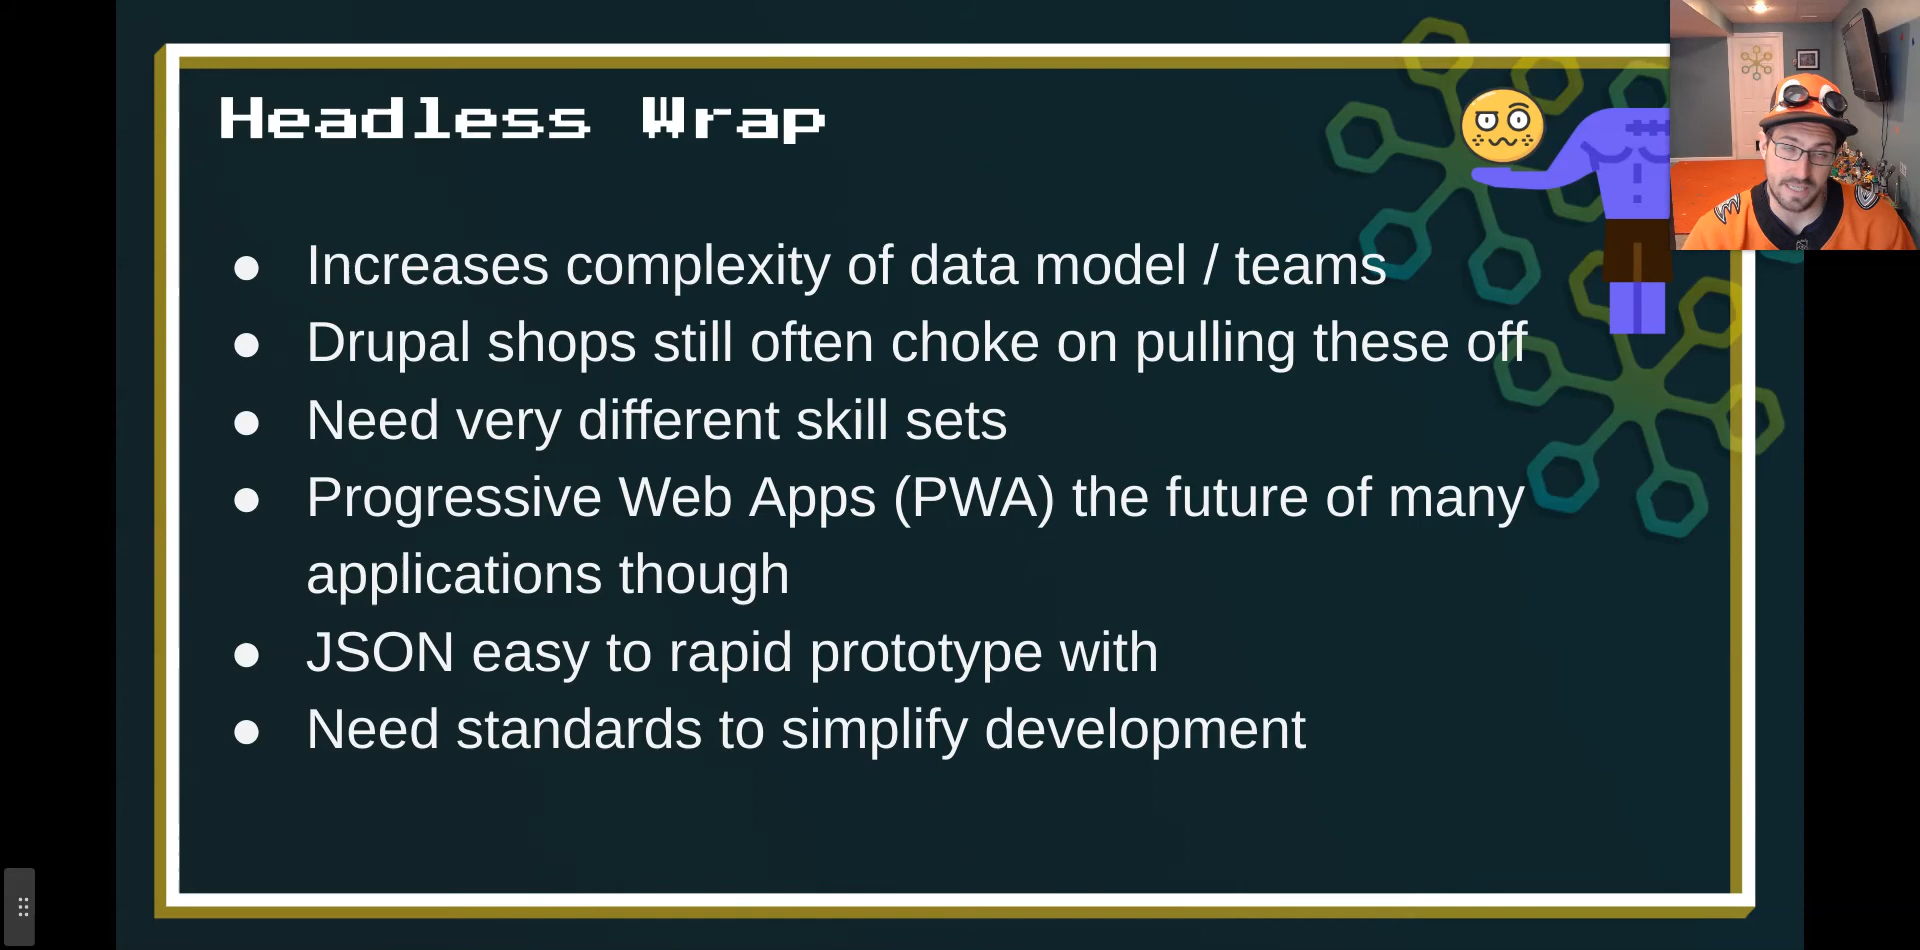 Headless Wrap
● Increases complexity of data model / teams
● Drupal shops still often choke on pulling these off
● Need very different skill sets
● Progressive Web Apps (PWA) the future of many
applications though
● JSON easy to rapid prototype with
● Need standards to simplify development